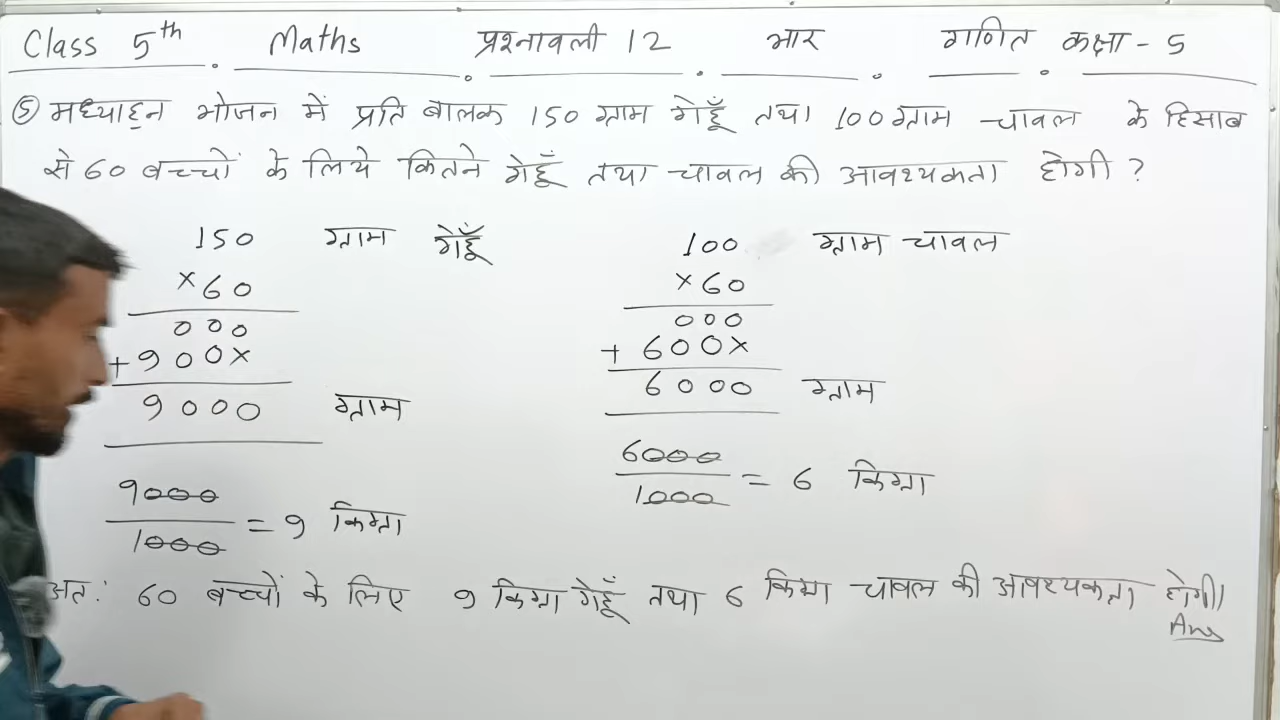 Class 5th. Maths. प्रश्नावली 12. भार. गणित. कक्षा - 5
⑤ मध्याह्न भोजन में प्रति बालक 150 ग्राम गेहूँ तथा 100 ग्राम चावल के हिसाब
से 60 बच्चों के लिये कितने गेहूँ तथा चावल की आवश्यकता होगी ?
150 ग्राम गेहूँ
×60
000
+900×
9000 ग्राम
9000
1000 = 9 किग्रा
100 ग्राम चावल
×60
000
+ 600×
6000 ग्राम
6000
1000 = 6 किग्रा
अतः 60 बच्चों के लिए 9 किग्रा गेहूँ तथा 6 किग्रा चावल की आवश्यकता होगी।
Ans